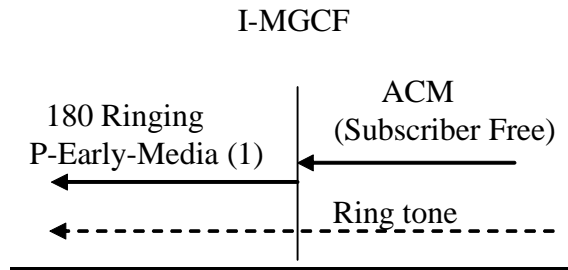 I-MGCF
ACM
(Subscriber Free)
180 Ringing
P-Early-Media (1)
Ring tone